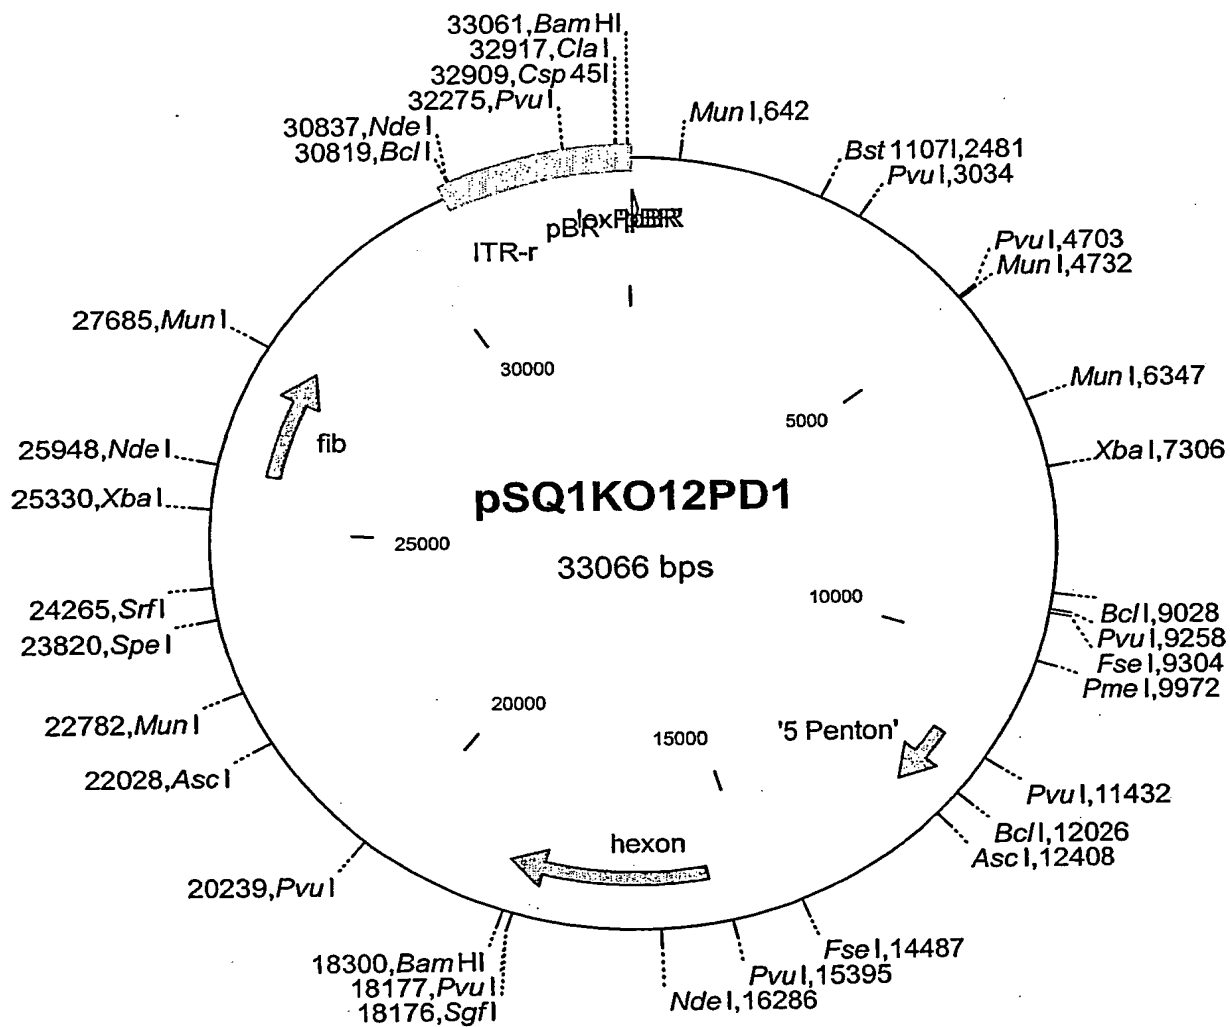 33061,BamHI
32917,ClaI
32909,Csp45I
32275,PvuI
30837,NdeI
30819,BclI
MunI,642
Bst1107I,2481
PvuI,3034
PvuI,4703
MunI,4732
MunI,6347
XbaI,7306
BclI,9028
PvuI,9258
FseI,9304
PmeI,9972
PvuI,11432
BclI,12026
AscI,12408
FseI,14487
PvuI,15395
NdeI,16286
18300,BamHI
18177,PvuI
18176,SgfI
20239,PvuI
22028,AscI
22782,MunI
23820,SpeI
24265,SrfI
25330,XbaI
25948,NdeI
27685,MunI
ITR-r
pBR
fib
hexon
'5 Penton'
30000
5000
25000
10000
20000
15000
pSQ1KO12PD1
33066 bps